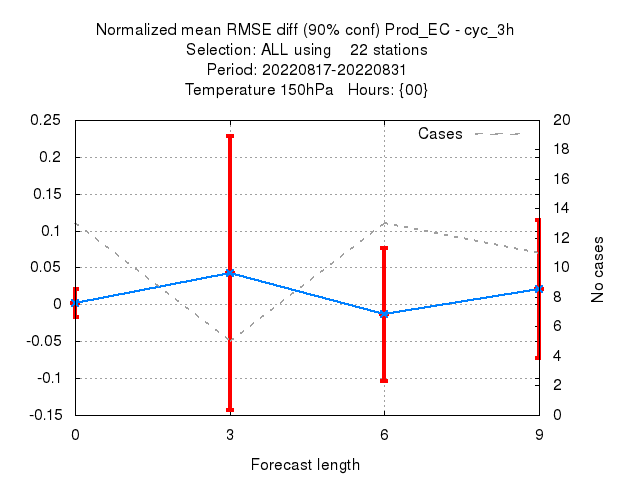 Normalized mean RMSE diff (90% conf) Prod_EC - cyc_3h
Selection: ALL using    22 stations
Period: 20220817-20220831
Temperature 150hPa   Hours: {00}
Cases
0.25
0.2
0.15
0.1
0.05
0
-0.05
-0.1
-0.15
20
18
16
14
12
10
8
6
4
2
0
No cases
0 3 6 9
Forecast length